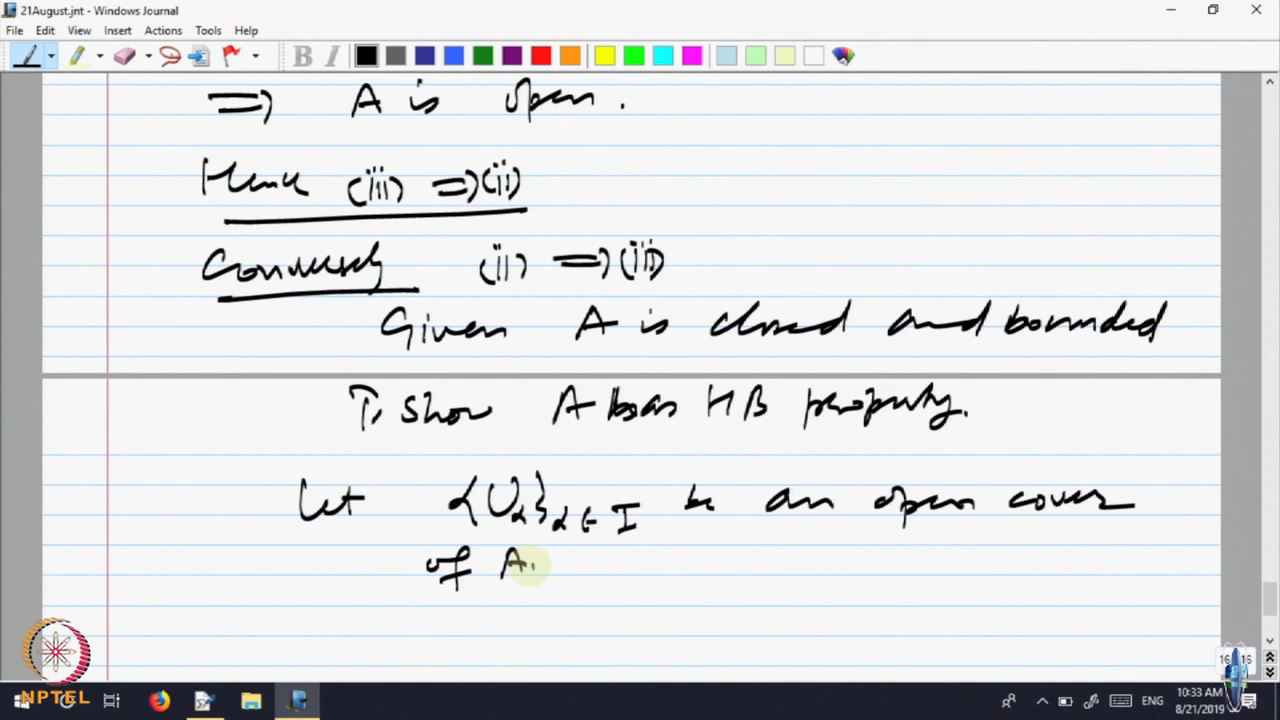 21August.jnt - Windows Journal
File Edit View Insert Actions Tools Help
B I
⇒ A is open.
Hence (iii) ⇒ (ii)
Conversely (ii) ⇒ (iii)
Given A is closed and bounded
T. Show A has HB property.
Let {Uα}α∈I be an open cover
of A.
16/16
NPTEL
ENG
10:33 AM
8/21/2019